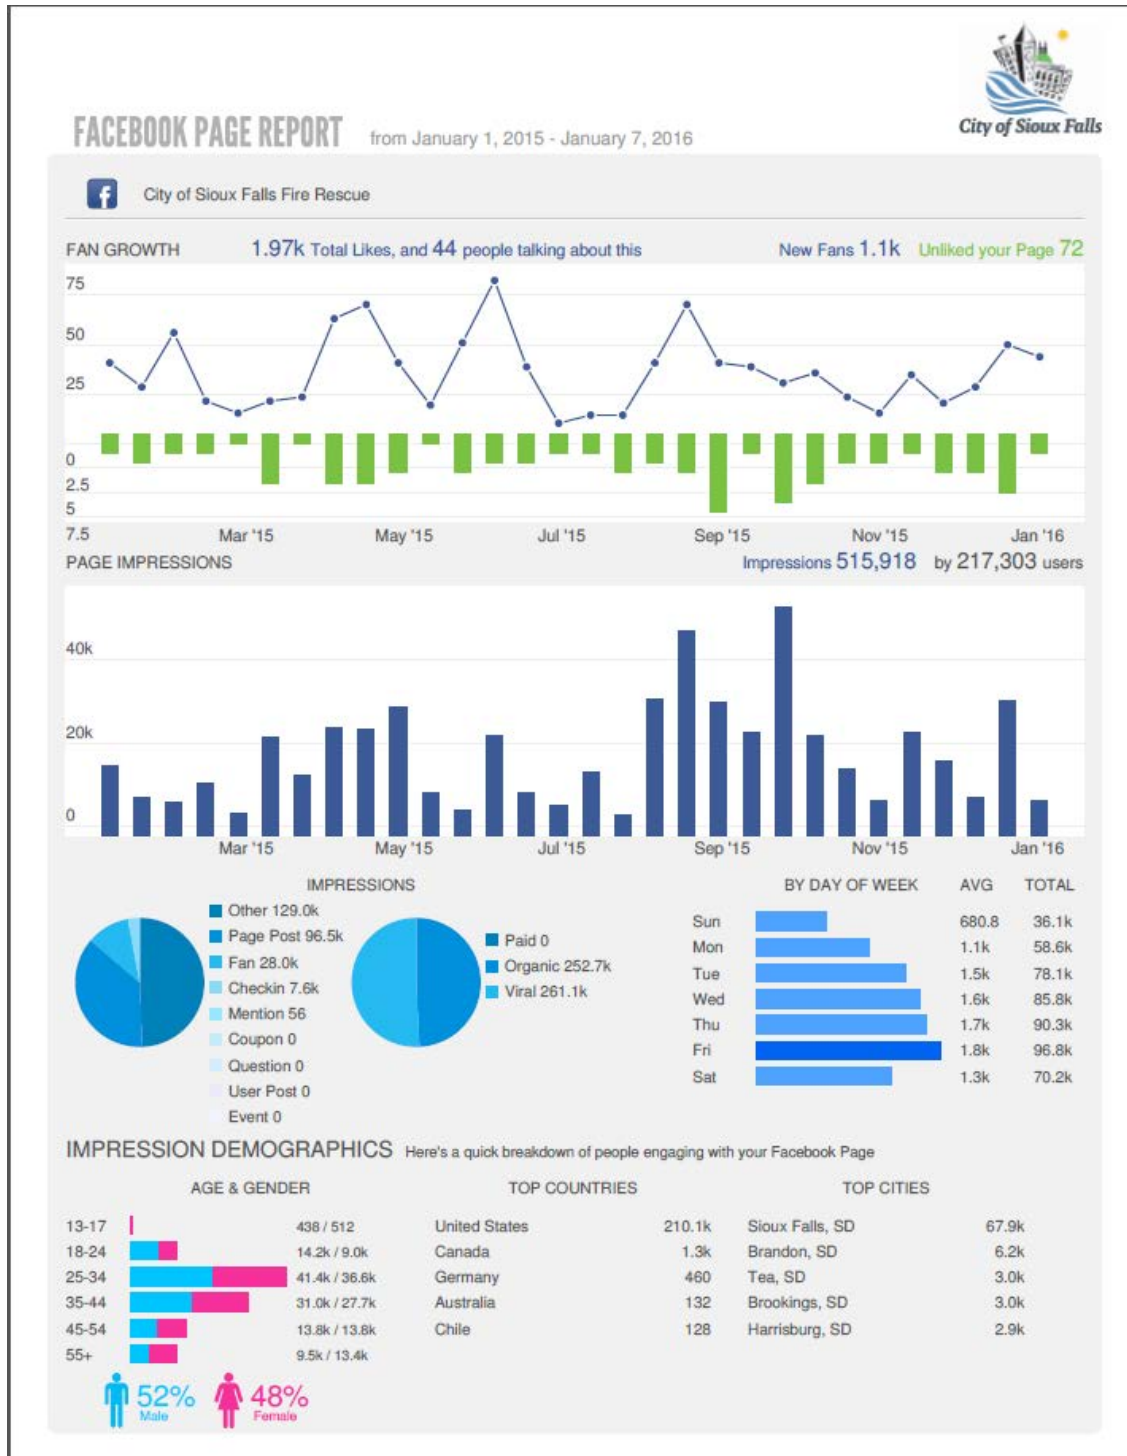 City of Sioux Falls
FACEBOOK PAGE REPORT from January 1, 2015 - January 7, 2016
f City of Sioux Falls Fire Rescue
FAN GROWTH 1.97k Total Likes, and 44 people talking about this New Fans 1.1k Unliked your Page 72
75
50
25
0
2.5
5
7.5 Mar '15 May '15 Jul '15 Sep '15 Nov '15 Jan '16
PAGE IMPRESSIONS Impressions 515,918 by 217,303 users
40k
20k
0
Mar '15 May '15 Jul '15 Sep '15 Nov '15 Jan '16
IMPRESSIONS
Other 129.0k
Page Post 96.5k
Fan 28.0k
Checkin 7.6k
Mention 56
Coupon 0
Question 0
User Post 0
Event 0
Paid 0
Organic 252.7k
Viral 261.1k
BY DAY OF WEEK AVG TOTAL
Sun 680.8 36.1k
Mon 1.1k 58.6k
Tue 1.5k 78.1k
Wed 1.6k 85.8k
Thu 1.7k 90.3k
Fri 1.8k 96.8k
Sat 1.3k 70.2k
IMPRESSION DEMOGRAPHICS Here's a quick breakdown of people engaging with your Facebook Page
AGE & GENDER
13-17 438 / 512
18-24 14.2k / 9.0k
25-34 41.4k / 36.6k
35-44 31.0k / 27.7k
45-54 13.8k / 13.8k
55+ 9.5k / 13.4k
52% Male 48% Female
TOP COUNTRIES
United States 210.1k
Canada 1.3k
Germany 460
Australia 132
Chile 128
TOP CITIES
Sioux Falls, SD 67.9k
Brandon, SD 6.2k
Tea, SD 3.0k
Brookings, SD 3.0k
Harrisburg, SD 2.9k